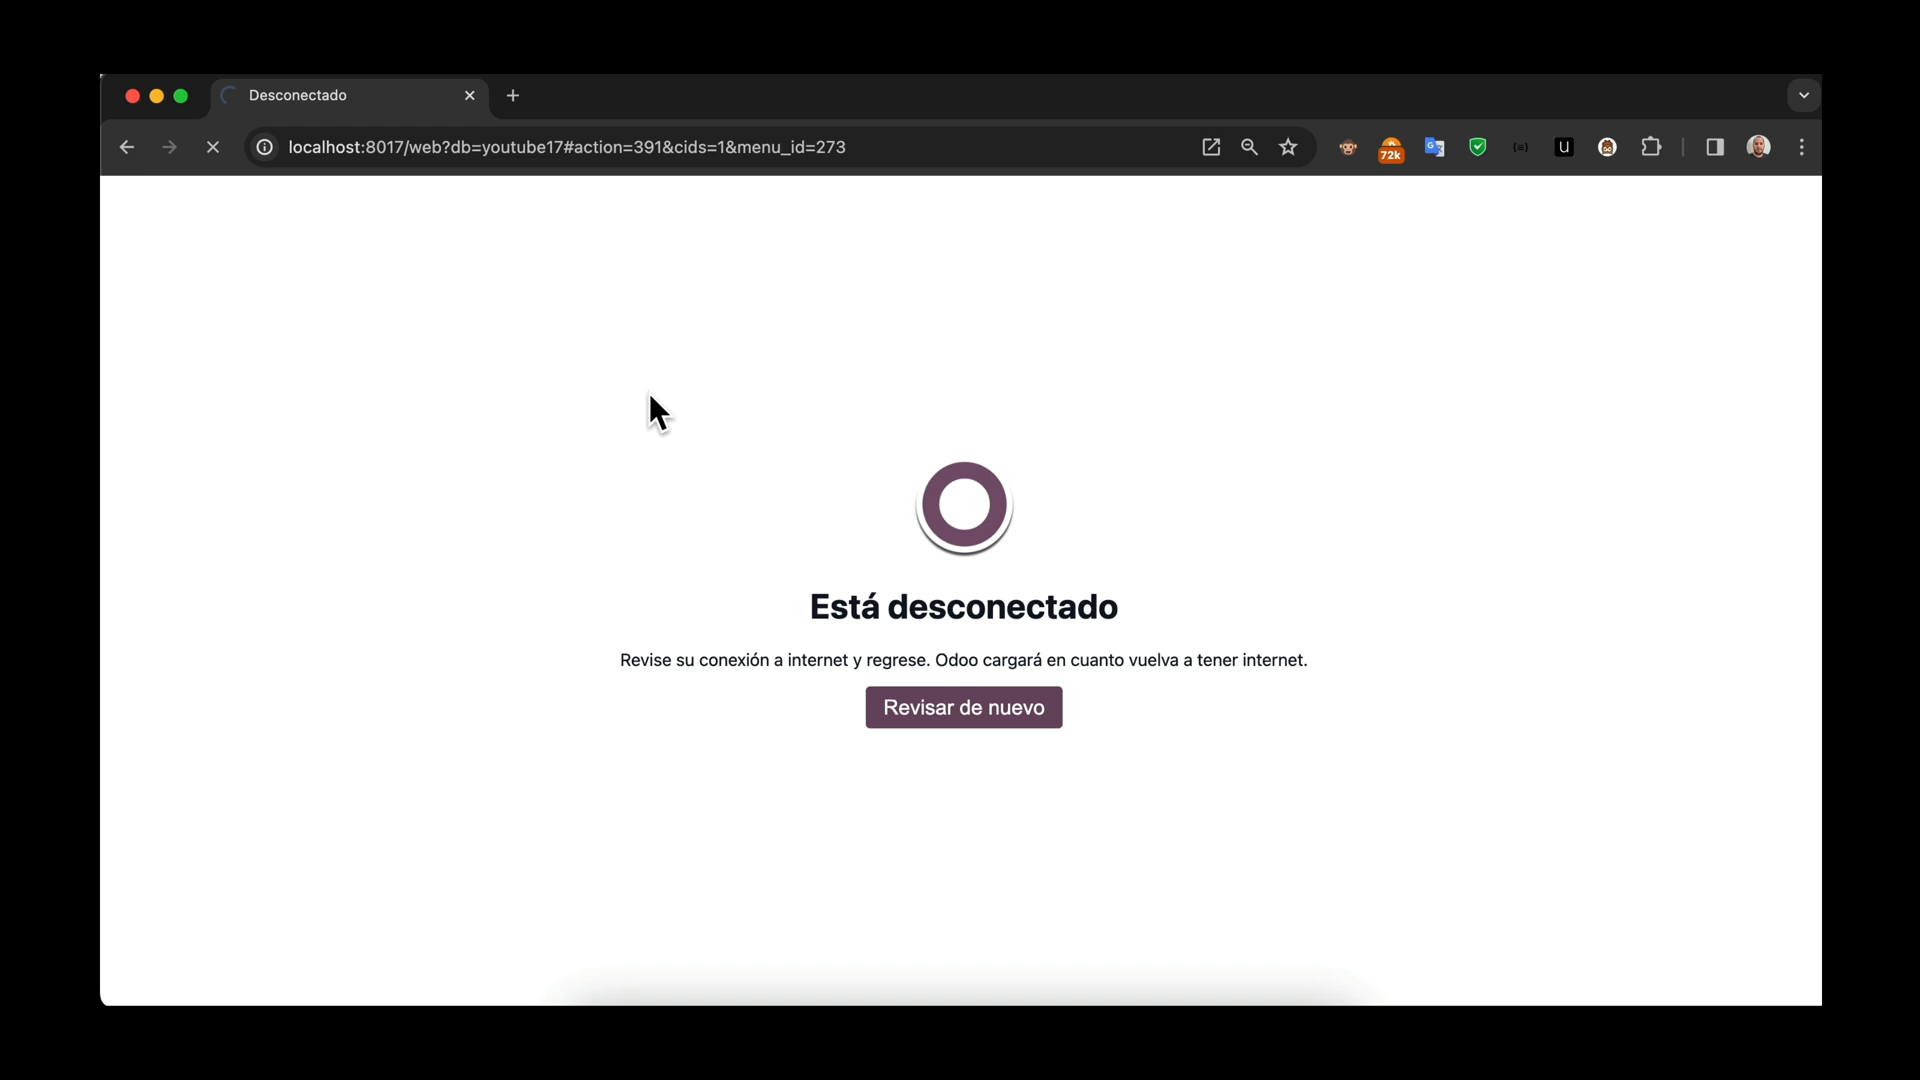 Desconectado
localhost:8017/web?db=youtube17#action=391&cids=1&menu_id=273
72k
U
Está desconectado
Revise su conexión a internet y regrese. Odoo cargará en cuanto vuelva a tener internet.
Revisar de nuevo